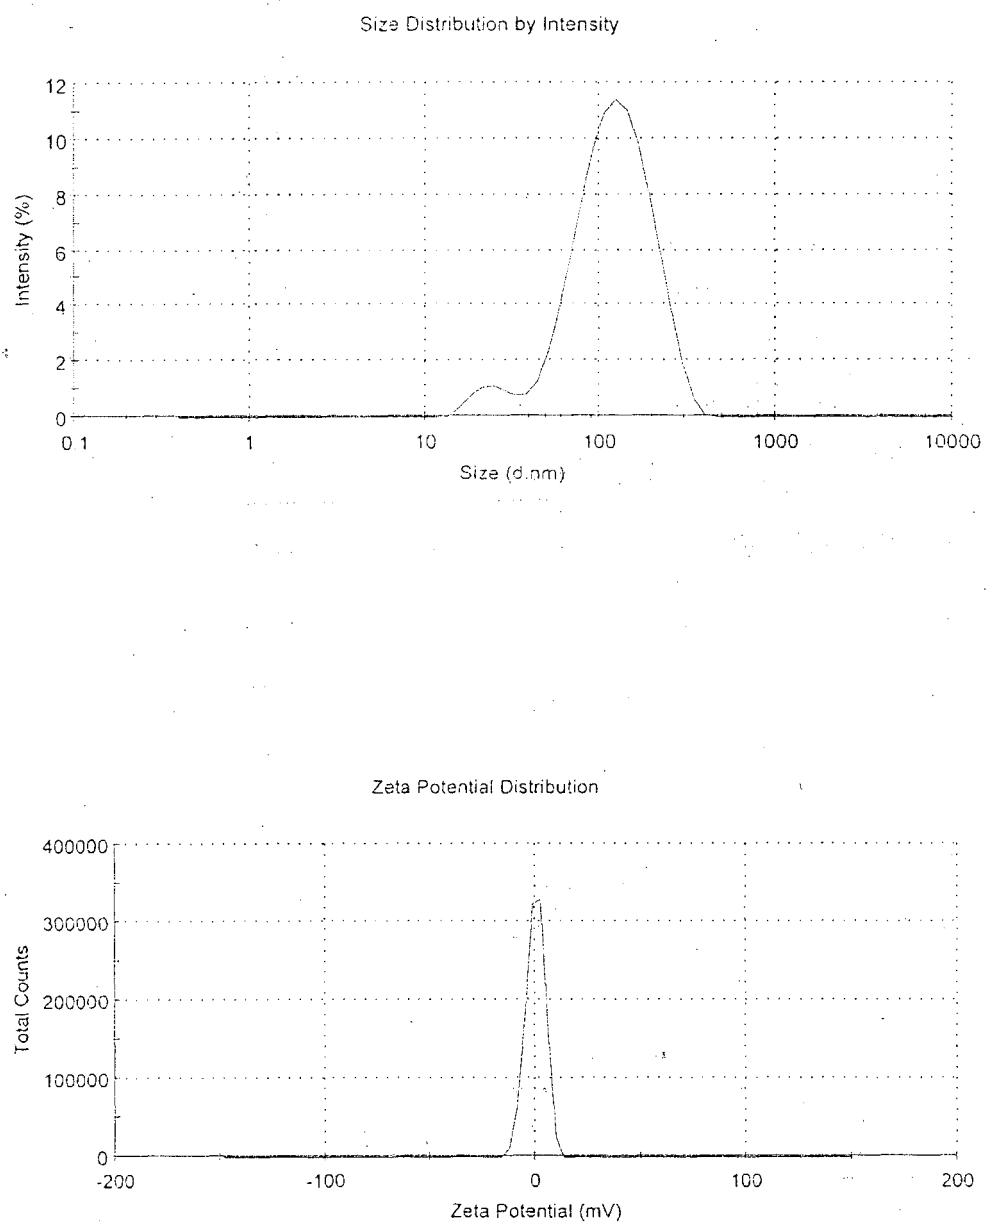 Size Distribution by Intensity
12
10
8
6
4
2
0
Intensity (%)
0.1 1 10 100 1000 10000
Size (d.nm)
Zeta Potential Distribution
400000
300000
200000
100000
0
Total Counts
-200 -100 0 100 200
Zeta Potential (mV)